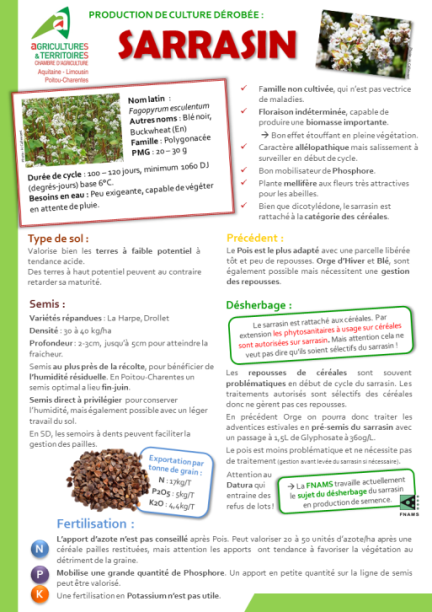 PRODUCTION DE CULTURE DÉROBÉE :
SARRASIN
AGRICULTURES
& TERRITOIRES
CHAMBRE D'AGRICULTURE
Aquitaine - Limousin
Poitou-Charentes
Nom latin :
Fagopyrum esculentum
Autres noms : Blé noir,
Buckwheat (En)
Famille : Polygonacée
PMG : 20 – 30 g
Durée de cycle : 100 – 120 jours, minimum 1060 DJ
(degrés-jours) base 6°C.
Besoins en eau : Peu exigeante, capable de végéter
en attente de pluie.
✓ Famille non cultivée, qui n'est pas vectrice
de maladies.
✓ Floraison indéterminée, capable de
produire une biomasse importante.
→ Bon effet étouffant en pleine végétation.
✓ Caractère allélopathique mais salissement à
surveiller en début de cycle.
✓ Bon mobilisateur de Phosphore.
✓ Plante mellifère aux fleurs très attractives
pour les abeilles.
✓ Bien que dicotylédone, le sarrasin est
rattaché à la catégorie des céréales.
Type de sol :
Valorise bien les terres à faible potentiel à
tendance acide.
Des terres à haut potentiel peuvent au contraire
retarder sa maturité.
Précédent :
Le Pois est le plus adapté avec une parcelle libérée
tôt et peu de repousses. Orge d'Hiver et Blé, sont
également possible mais nécessitent une gestion
des repousses.
Semis :
Variétés répandues : La Harpe, Drollet
Densité : 30 à 40 kg/ha
Profondeur : 2-3cm, jusqu'à 5cm pour atteindre la
fraicheur.
Semis au plus près de la récolte, pour bénéficier de
l'humidité résiduelle. En Poitou-Charentes un
semis optimal a lieu fin-juin.
Semis direct à privilégier pour conserver
l'humidité, mais également possible avec un léger
travail du sol.
En SD, les semoirs à dents peuvent faciliter la
gestion des pailles.
Exportation par
tonne de grain :
N : 17kg/T
P2O5 : 5kg/T
K2O : 4,4kg/T
Désherbage :
Le sarrasin est rattaché aux céréales. Par
extension les phytosanitaires à usage sur céréales
sont autorisées sur sarrasin. Mais attention cela ne
veut pas dire qu'ils soient sélectifs du sarrasin !
Les repousses de céréales sont souvent
problématiques en début de cycle du sarrasin. Les
traitements autorisés sont sélectifs des céréales
donc ne gèrent pas ces repousses.
En précédent Orge on pourra donc traiter les
adventices estivales en pré-semis du sarrasin avec
un passage à 1,5L de Glyphosate à 360g/L.
Le pois est moins problématique et ne nécessite pas
de traitement (gestion avant levée du sarrasin si nécessaire).
Attention au
Datura qui
entraine des
refus de lots !
→ La FNAMS travaille actuellement
le sujet du désherbage du sarrasin
en production de semence.
FNAMS
Fertilisation :
N
L'apport d'azote n'est pas conseillé après Pois. Peut valoriser 20 à 50 unités d'azote/ha après une
céréale pailles restituées, mais attention les apports ont tendance à favoriser la végétation au
détriment de la graine.
P
Mobilise une grande quantité de Phosphore. Un apport en petite quantité sur la ligne de semis
peut être valorisé.
K
Une fertilisation en Potassium n'est pas utile.